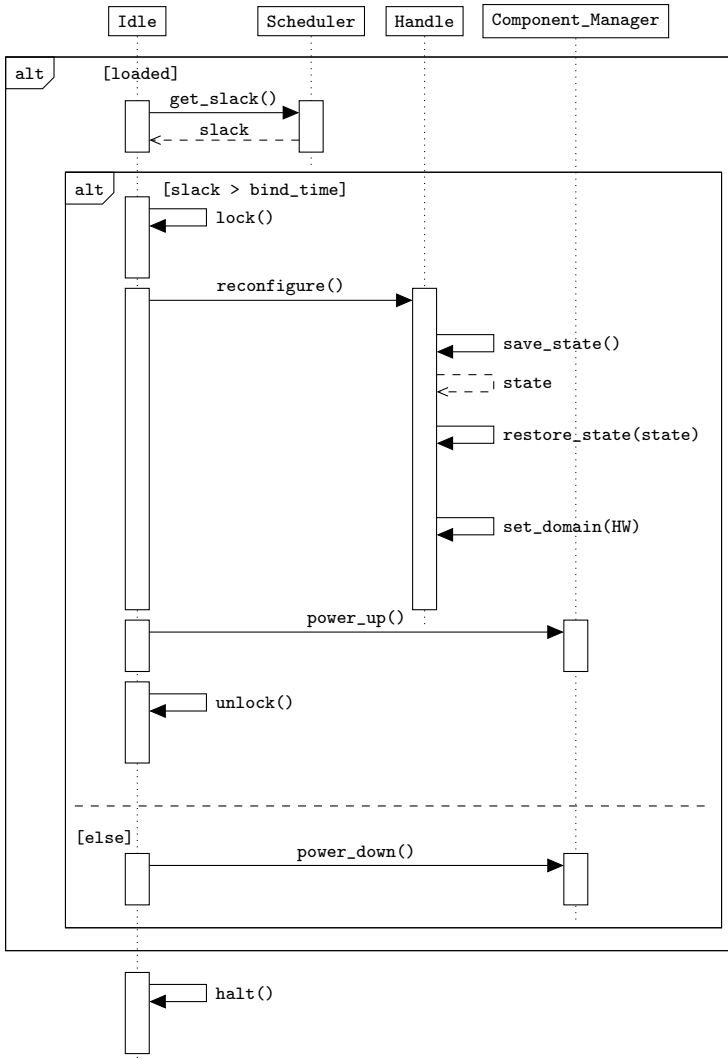 Idle
Scheduler
Handle
Component_Manager
alt
[loaded]
get_slack()
slack
alt
[slack > bind_time]
lock()
reconfigure()
save_state()
state
restore_state(state)
set_domain(HW)
power_up()
unlock()
[else]
power_down()
halt()